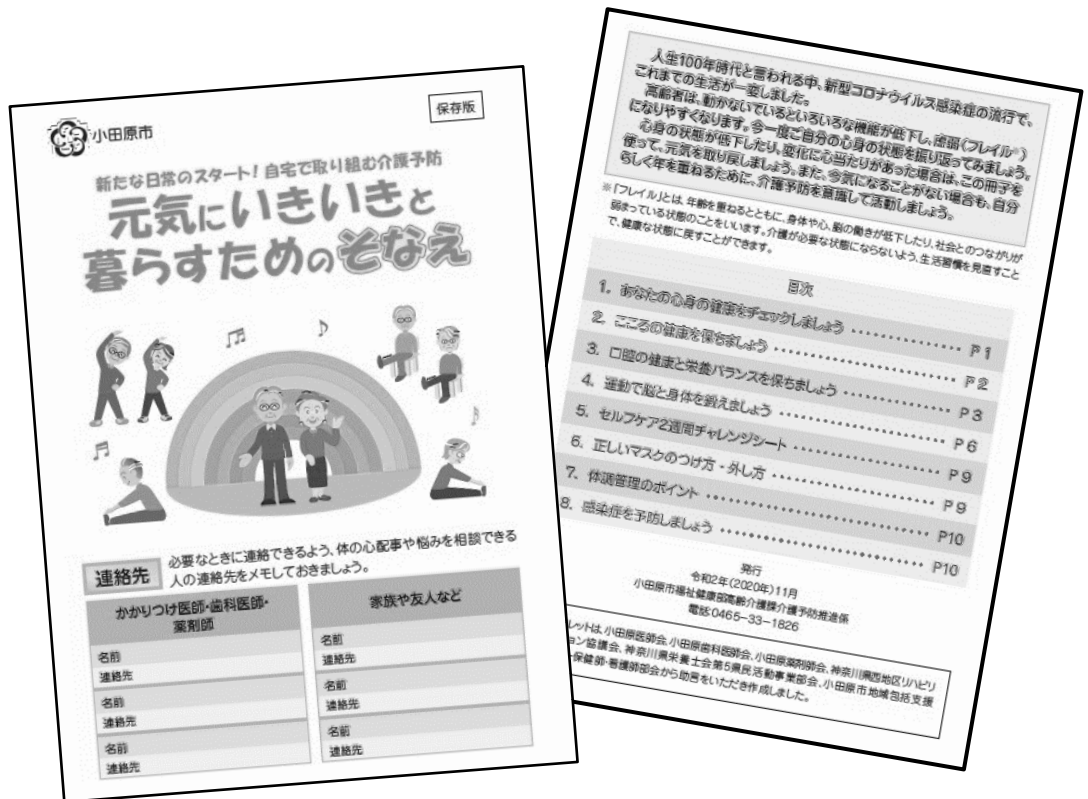 保存版
小田原市
新たな日常のスタート！自宅で取り組む介護予防
元気にいきいきと
暮らすためのそなえ
連絡先
必要なときに連絡できるよう、体の心配事や悩みを相談できる
人の連絡先をメモしておきましょう。
かかりつけ医師・歯科医師・
薬剤師
名前
連絡先
名前
連絡先
名前
連絡先
家族や友人など
名前
連絡先
名前
連絡先
名前
連絡先
人生100年時代と言われる中、新型コロナウイルス感染症の流行で、
これまでの生活が一変しました。
高齢者は、動かないでいるといろいろな機能が低下し、虚弱（フレイル※）
になりやすくなります。今一度ご自分の心身の状態を振り返ってみましょう。
心身の状態が低下したり、変化に心当たりがあった場合は、この冊子を
使って、元気を取り戻しましょう。また、今気になることがない場合も、自分
らしく年を重ねるために、介護予防を意識して活動しましょう。
※「フレイル」とは、年齢を重ねるとともに、身体や心、脳の働きが低下したり、社会とのつながりが
弱まっている状態のことをいいます。介護が必要な状態にならないよう、生活習慣を見直すこと
で、健康な状態に戻すことができます。
目次
1. あなたの心身の健康をチェックしましょう ・・・・・・・・・・ P1
2. こころの健康を保ちましょう ・・・・・・・・・・ P2
3. 口腔の健康と栄養バランスを保ちましょう ・・・・・・・・・・ P3
4. 運動で脳と身体を鍛えましょう ・・・・・・・・・・ P6
5. セルフケア2週間チャレンジシート ・・・・・・・・・・ P9
6. 正しいマスクのつけ方・外し方 ・・・・・・・・・・ P9
7. 体調管理のポイント ・・・・・・・・・・ P10
8. 感染症を予防しましょう ・・・・・・・・・・ P10
発行
令和2年（2020年）11月
小田原市福祉健康部高齢介護課介護予防推進係
電話：0465-33-1826
レットは、小田原医師会、小田原歯科医師会、小田原薬剤師会、神奈川県西地区リハビリ
ョン協議会、神奈川県栄養士会第5県民活動事業部会、小田原市地域包括支援
ー保健師・看護師部会から助言をいただき作成しました。